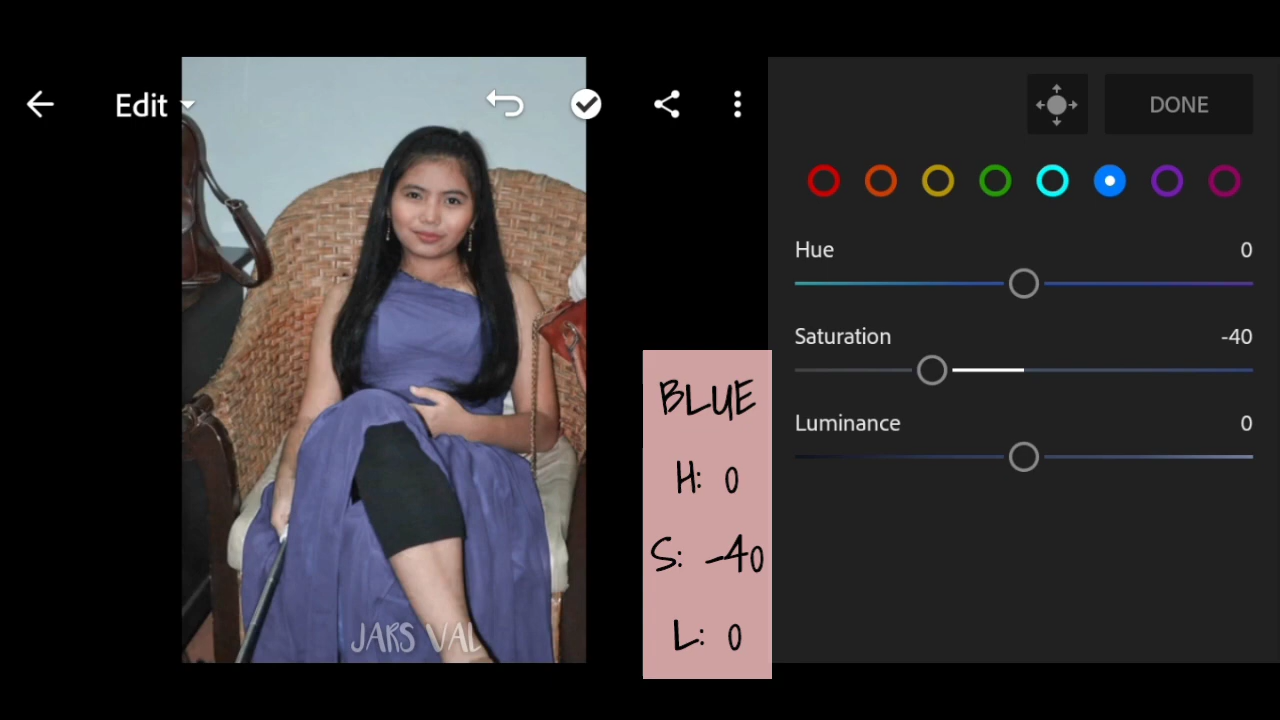 Edit
DONE
Hue 0
Saturation -40
Luminance 0
BLUE
H: 0
S: -40
L: 0
JARS VAL